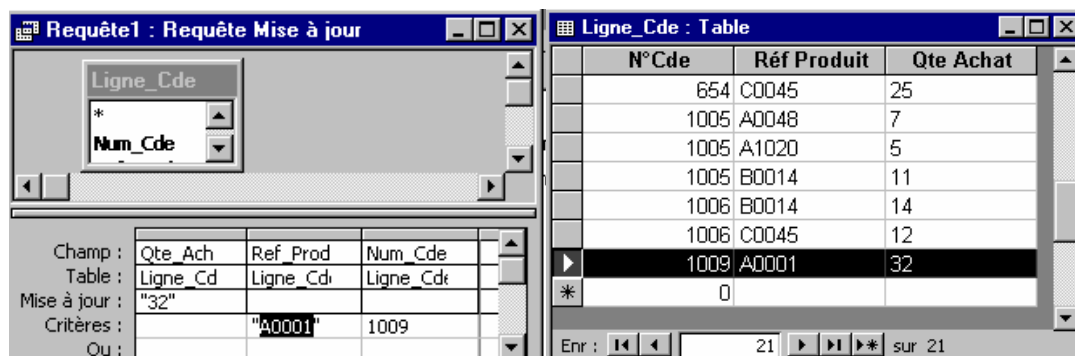 Requête1 : Requête Mise à jour
Ligne_Cde
*
Num_Cde
Champ : Qte_Ach Ref_Prod Num_Cde
Table : Ligne_Cd Ligne_Cd Ligne_Cde
Mise à jour : "32"
Critères : "A0001" 1009
Ou :
Ligne_Cde : Table
N°Cde Réf Produit Qte Achat
654 C0045 25
1005 A0048 7
1005 A1020 5
1005 B0014 11
1006 B0014 14
1006 C0045 12
1009 A0001 32
* 0
Enr : 21 sur 21